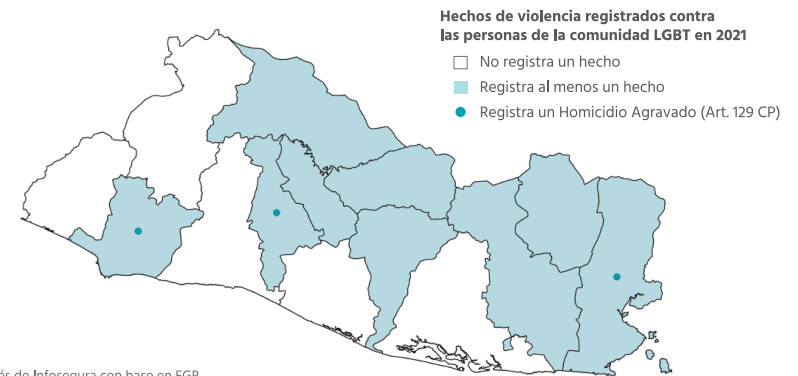 Hechos de violencia registrados contra
las personas de la comunidad LGBT en 2021
No registra un hecho
Registra al menos un hecho
Registra un Homicidio Agravado (Art. 129 CP)
de Infosegura con base en FGR